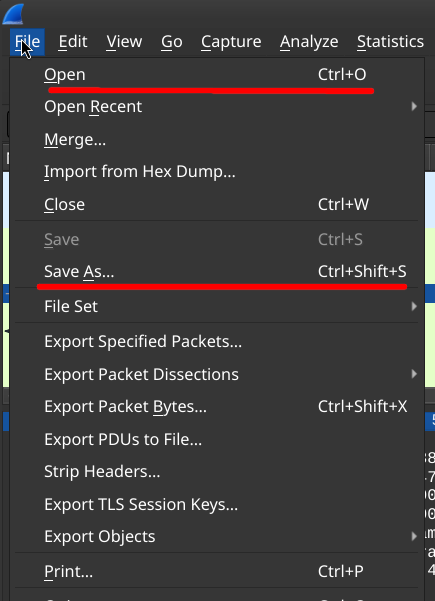 File Edit View Go Capture Analyze Statistics
Open Ctrl+O
Open Recent
Merge...
Import from Hex Dump...
Close Ctrl+W
Save Ctrl+S
Save As... Ctrl+Shift+S
File Set
Export Specified Packets...
Export Packet Dissections
Export Packet Bytes... Ctrl+Shift+X
Export PDUs to File...
Strip Headers...
Export TLS Session Keys...
Export Objects
Print... Ctrl+P